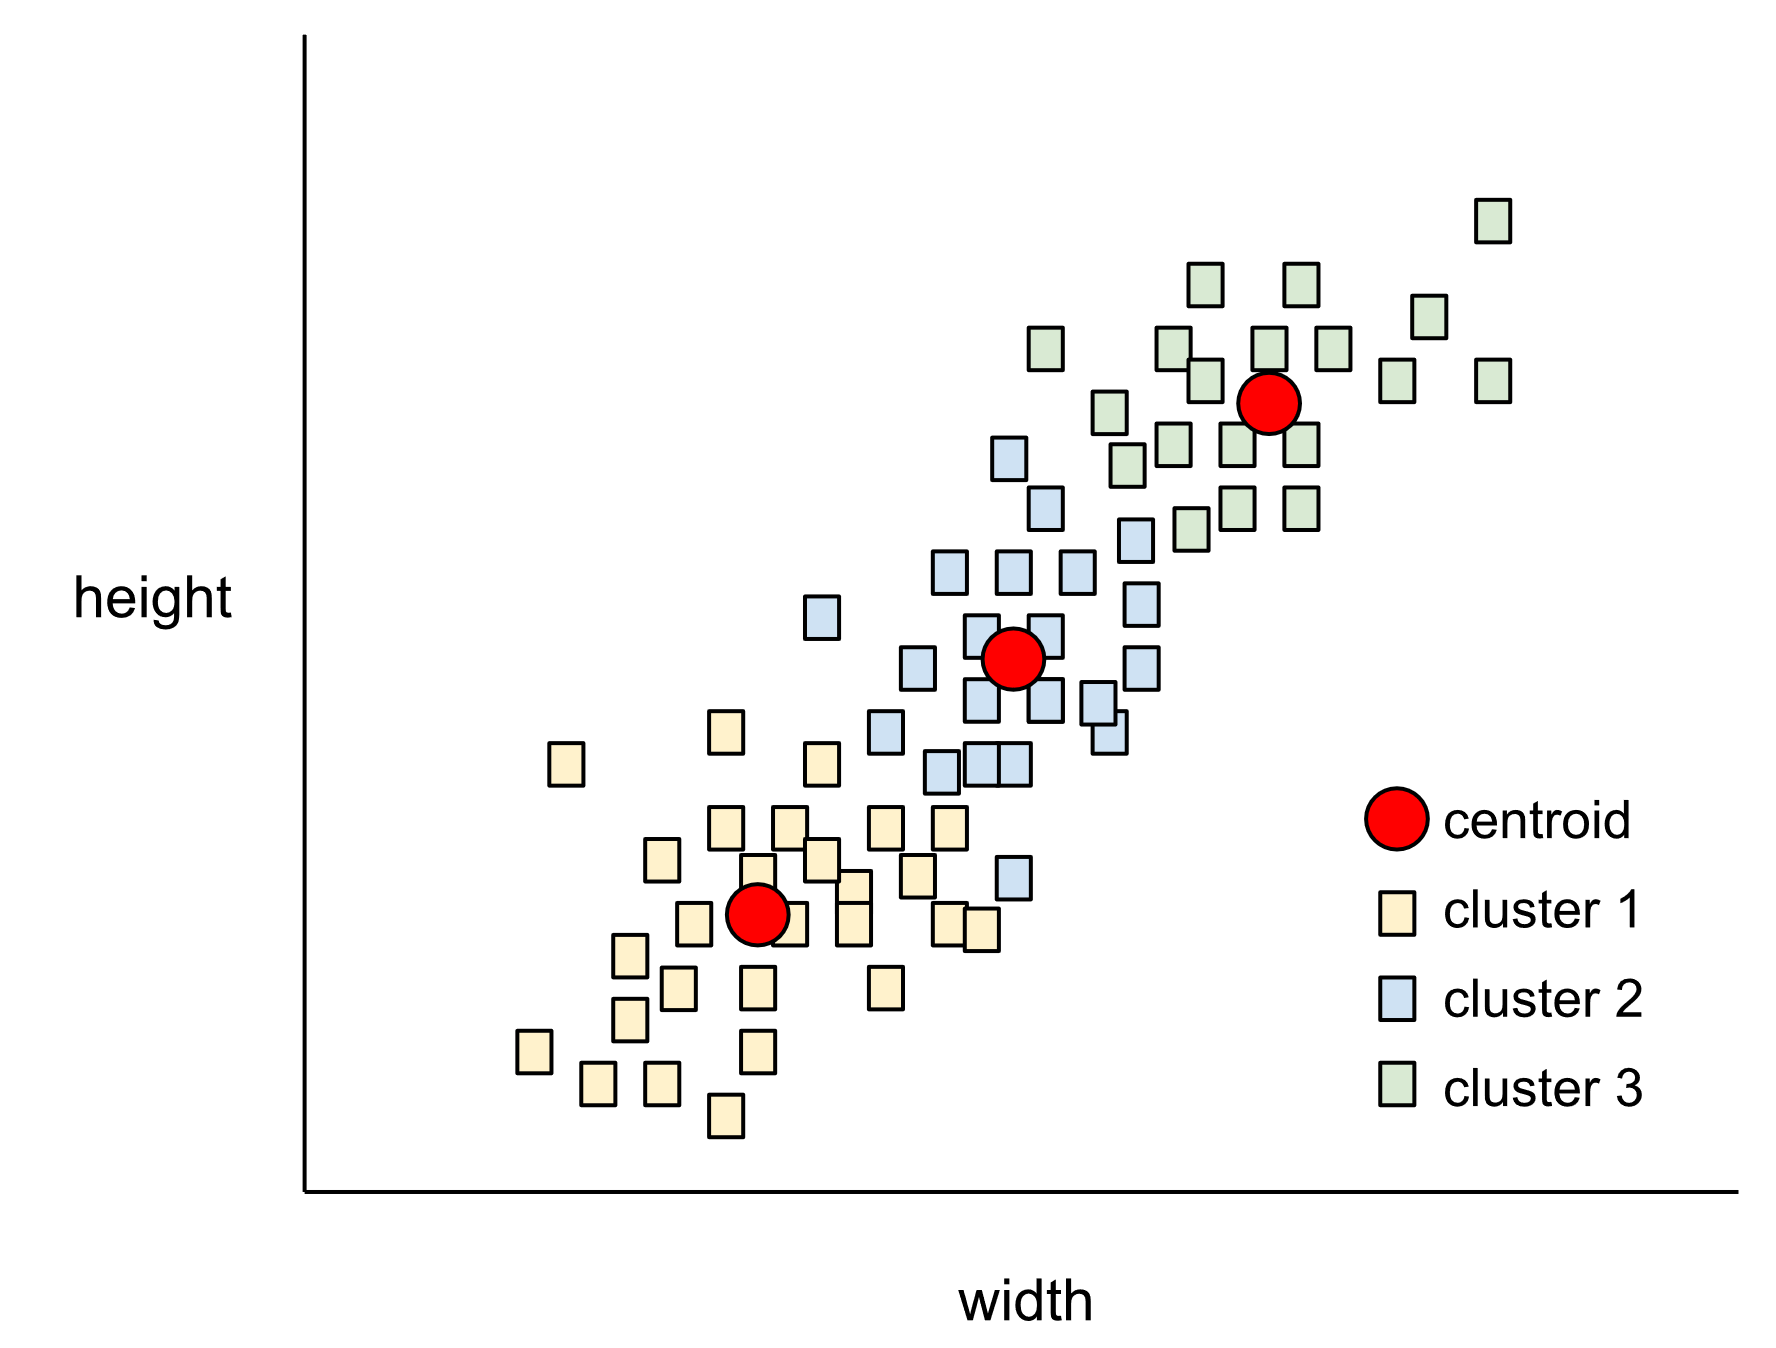 height
centroid
cluster 1
cluster 2
cluster 3
width